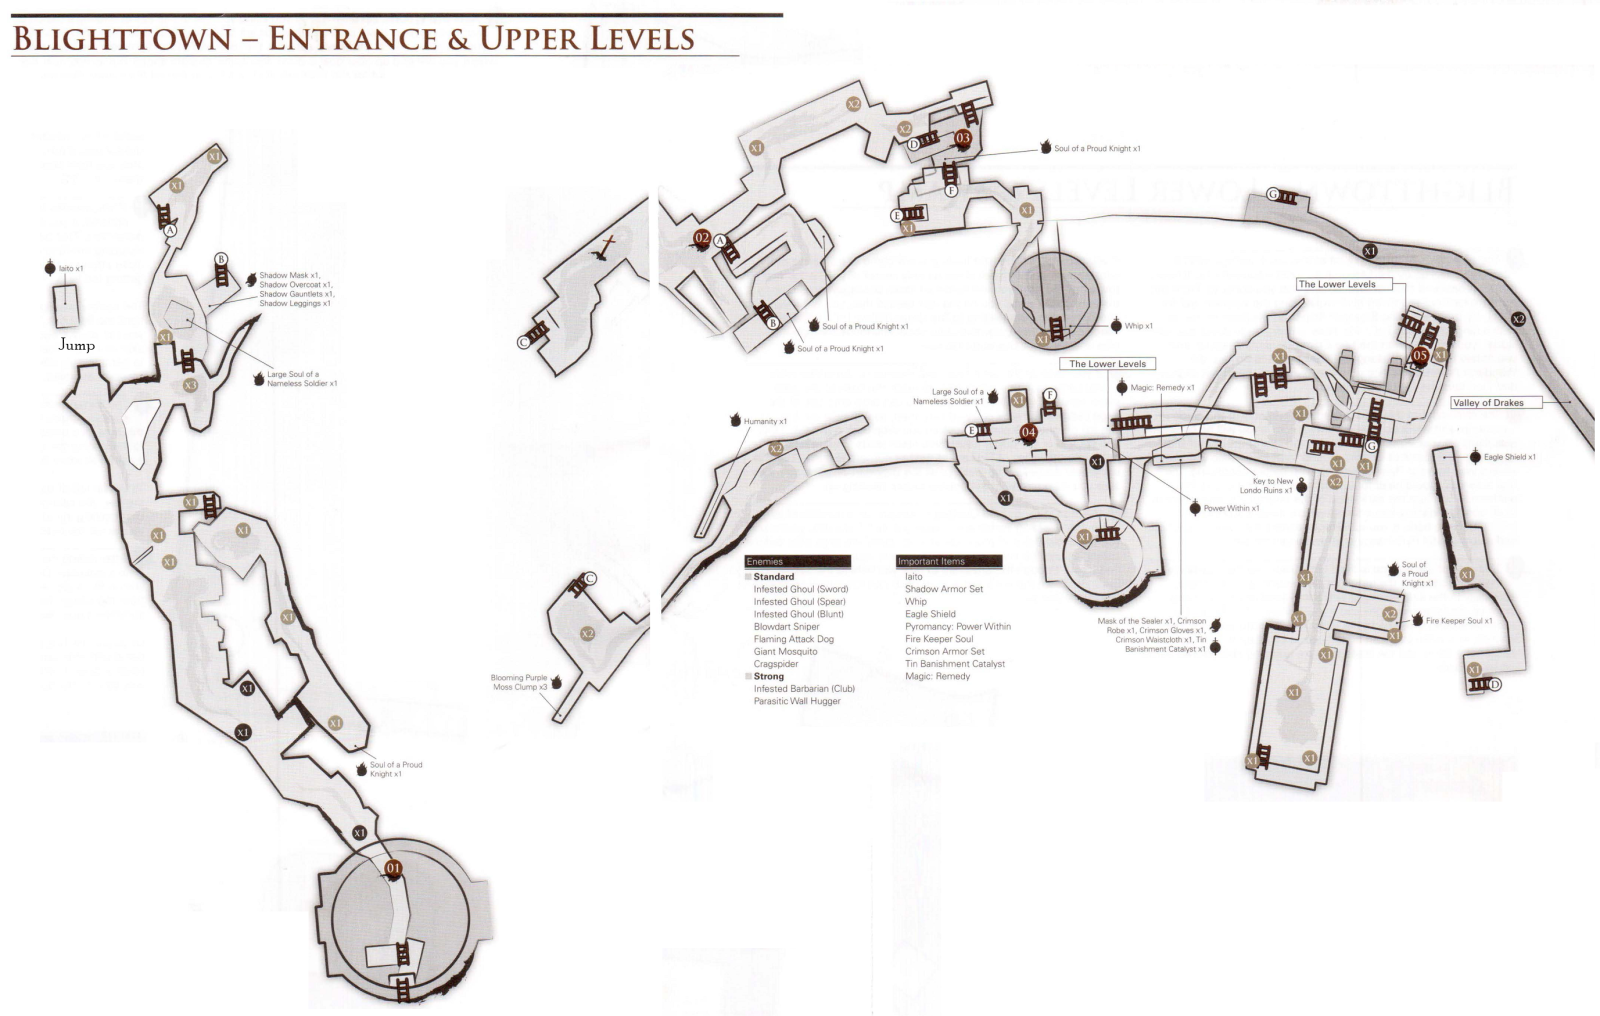 BLIGHTTOWN – ENTRANCE & UPPER LEVELS
x1
x1
A
B
Iaito x1
Jump
Shadow Mask x1,
Shadow Overcoat x1,
Shadow Gauntlets x1,
Shadow Leggings x1
x1
x3
Large Soul of a
Nameless Soldier x1
x1
x1
x1
x1
x1
x1
x1
x1
Soul of a Proud
Knight x1
x1
01
C
C
x2
Blooming Purple
Moss Clump x3
x2
x1
x2
D
03
Soul of a Proud Knight x1
F
E
x1
x1
02
A
B
Soul of a Proud Knight x1
Soul of a Proud Knight x1
x1
Whip x1
G
x1
x2
The Lower Levels
05
x1
Valley of Drakes
The Lower Levels
Magic: Remedy x1
x1
x1
G
x1
x1
x2
Humanity x1
x2
Large Soul of a
Nameless Soldier x1
x1
F
E
04
x1
x1
x1
Key to New
Londo Ruins x1
Power Within x1
Eagle Shield x1
x1
x1
D
x1
x1
x1
x1
x1
x1
Soul of
a Proud
Knight x1
x2
x1
Fire Keeper Soul x1
Mask of the Sealer x1, Crimson
Robe x1, Crimson Gloves x1,
Crimson Waistcloth x1, Tin
Banishment Catalyst x1
Enemies
Standard
Infested Ghoul (Sword)
Infested Ghoul (Spear)
Infested Ghoul (Blunt)
Blowdart Sniper
Flaming Attack Dog
Giant Mosquito
Cragspider
Strong
Infested Barbarian (Club)
Parasitic Wall Hugger
Important Items
Iaito
Shadow Armor Set
Whip
Eagle Shield
Pyromancy: Power Within
Fire Keeper Soul
Crimson Armor Set
Tin Banishment Catalyst
Magic: Remedy